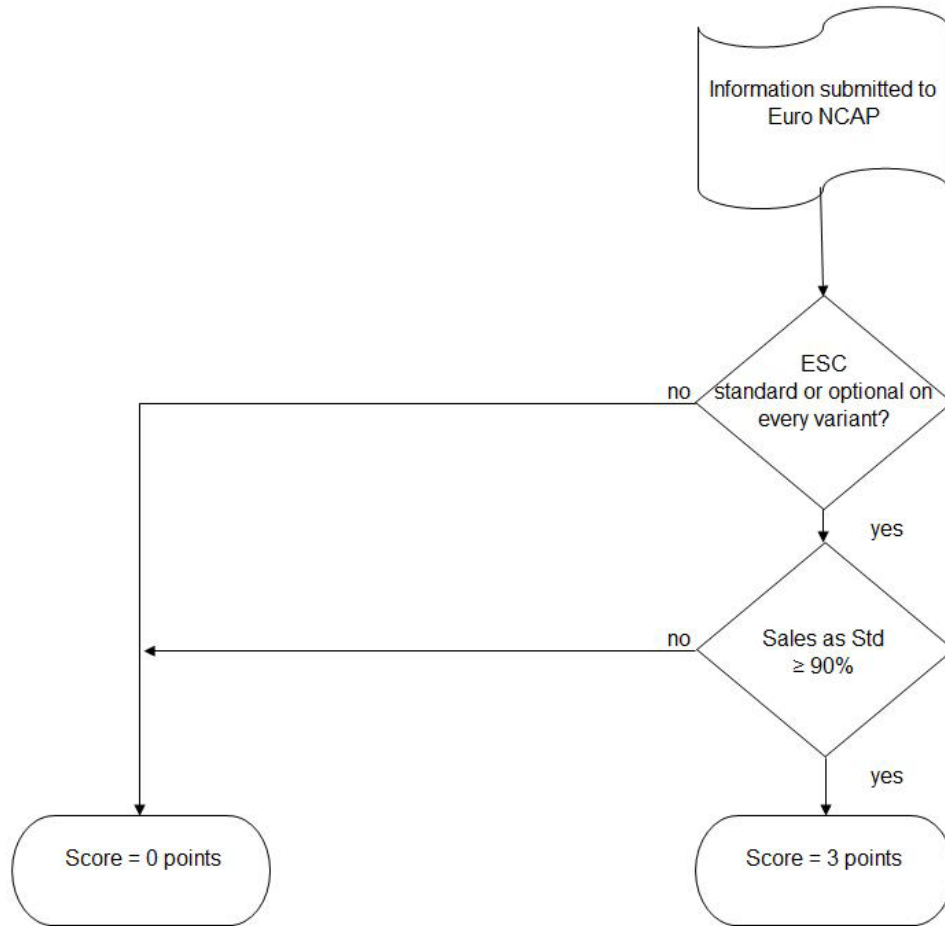 Information submitted to
Euro NCAP
ESC
standard or optional on
every variant?
no
yes
Sales as Std
≥ 90%
no
yes
Score = 0 points
Score = 3 points